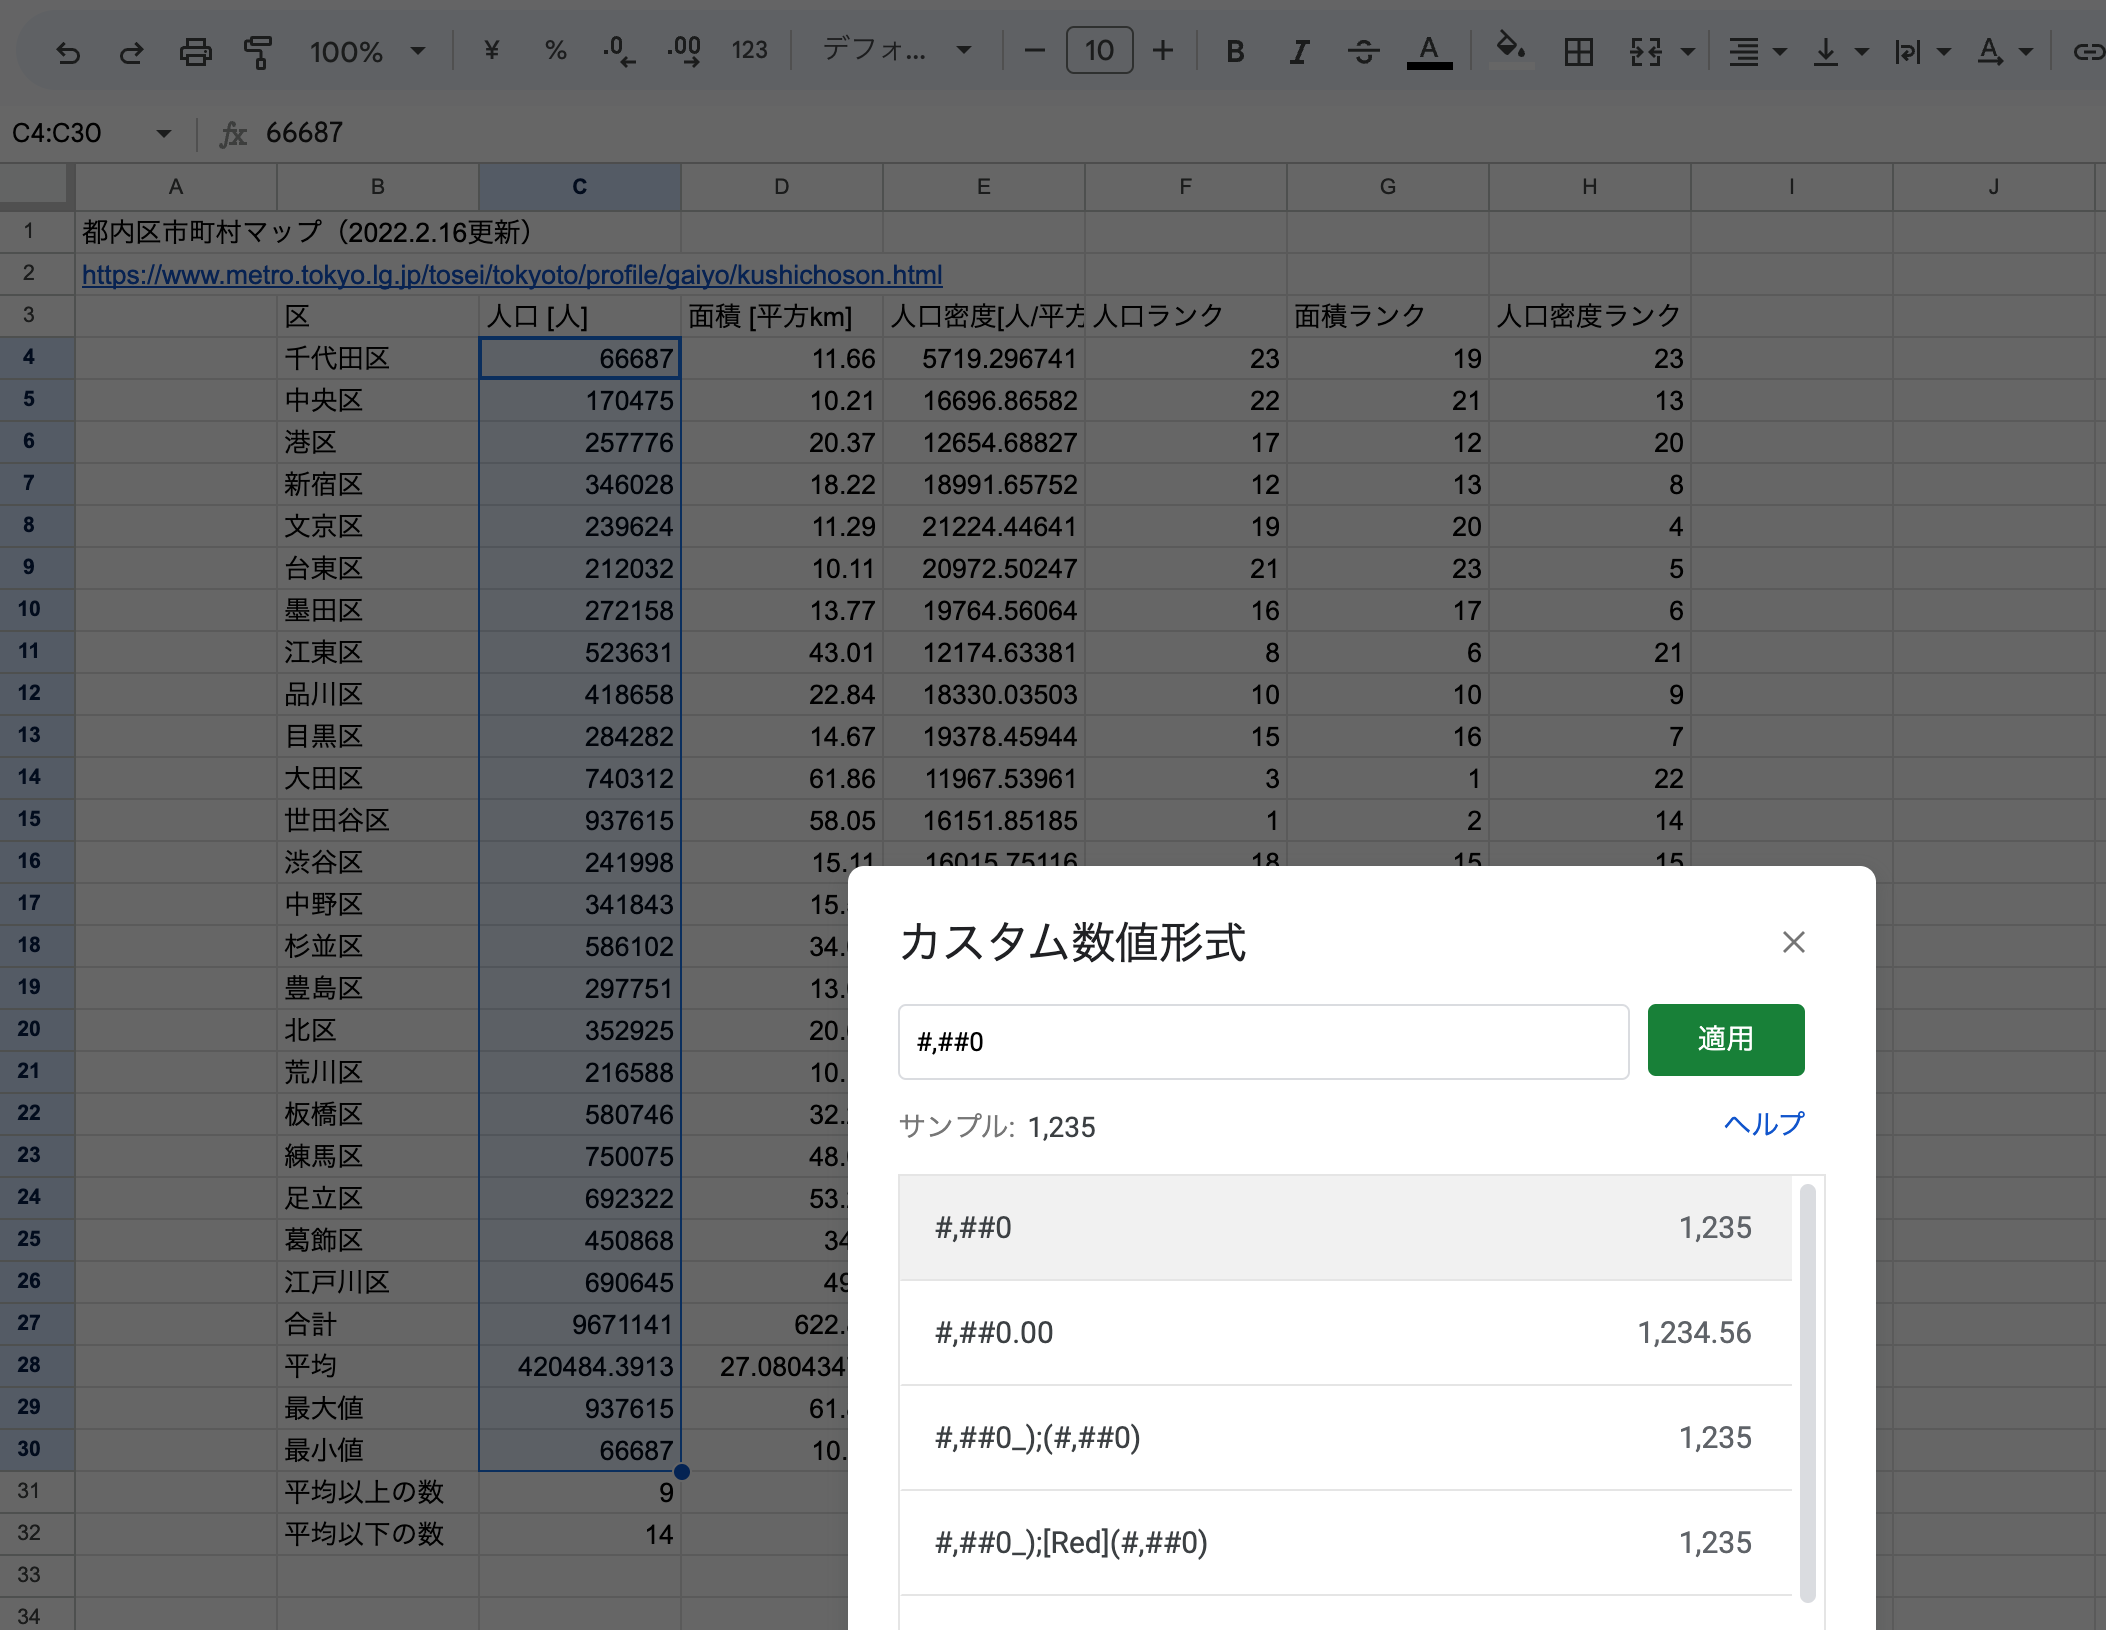 100% ¥ % .0 .00 123 デフォ... 10 B I S A A
C4:C30 fx 66687
A B C D E F G H I J
1 都内区市町村マップ（2022.2.16更新）
2 https://www.metro.tokyo.lg.jp/tosei/tokyoto/profile/gaiyo/kushichoson.html
3 区 人口 [人] 面積 [平方km] 人口密度[人/平方 人口ランク 面積ランク 人口密度ランク
4 千代田区 66687 11.66 5719.296741 23 19 23
5 中央区 170475 10.21 16696.86582 22 21 13
6 港区 257776 20.37 12654.68827 17 12 20
7 新宿区 346028 18.22 18991.65752 12 13 8
8 文京区 239624 11.29 21224.44641 19 20 4
9 台東区 212032 10.11 20972.50247 21 23 5
10 墨田区 272158 13.77 19764.56064 16 17 6
11 江東区 523631 43.01 12174.63381 8 6 21
12 品川区 418658 22.84 18330.03503 10 10 9
13 目黒区 284282 14.67 19378.45944 15 16 7
14 大田区 740312 61.86 11967.53961 3 1 22
15 世田谷区 937615 58.05 16151.85185 1 2 14
16 渋谷区 241998 15.11 16015.75116 18 15 15
17 中野区 341843 15.
18 杉並区 586102 34.
19 豊島区 297751 13.
20 北区 352925 20.
21 荒川区 216588 10.
22 板橋区 580746 32.
23 練馬区 750075 48.
24 足立区 692322 53.
25 葛飾区 450868 34
26 江戸川区 690645 49
27 合計 9671141 622.
28 平均 420484.3913 27.080434
29 最大値 937615 61.
30 最小値 66687 10.
31 平均以上の数 9
32 平均以下の数 14
33
34
カスタム数値形式
#,##0 適用
サンプル: 1,235 ヘルプ
#,##0 1,235
#,##0.00 1,234.56
#,##0_);(#,##0) 1,235
#,##0_);[Red](#,##0) 1,235